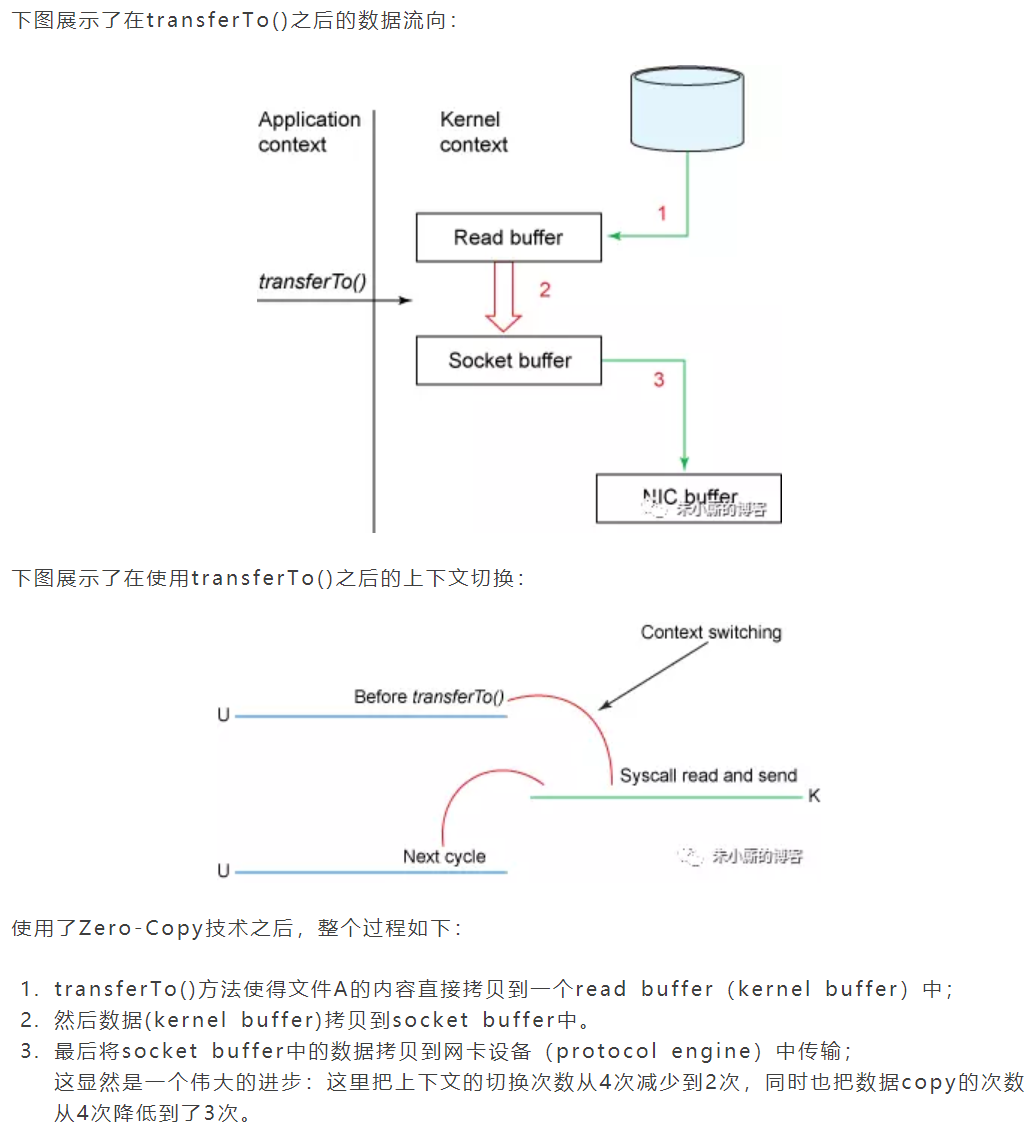 下图展示了在transferTo()之后的数据流向：
Application
context
Kernel
context
1
Read buffer
transferTo()
2
Socket buffer
3
NIC buffer
朱小厮的博客
下图展示了在使用transferTo()之后的上下文切换：
Context switching
Before transferTo()
U
Syscall read and send
K
Next cycle
朱小厮的博客
U
使用了Zero-Copy技术之后，整个过程如下：
1. transferTo()方法使得文件A的内容直接拷贝到一个read buffer（kernel buffer）中；
2. 然后数据(kernel buffer)拷贝到socket buffer中。
3. 最后将socket buffer中的数据拷贝到网卡设备（protocol engine）中传输；
这显然是一个伟大的进步：这里把上下文的切换次数从4次减少到2次，同时也把数据copy的次数
从4次降低到了3次。